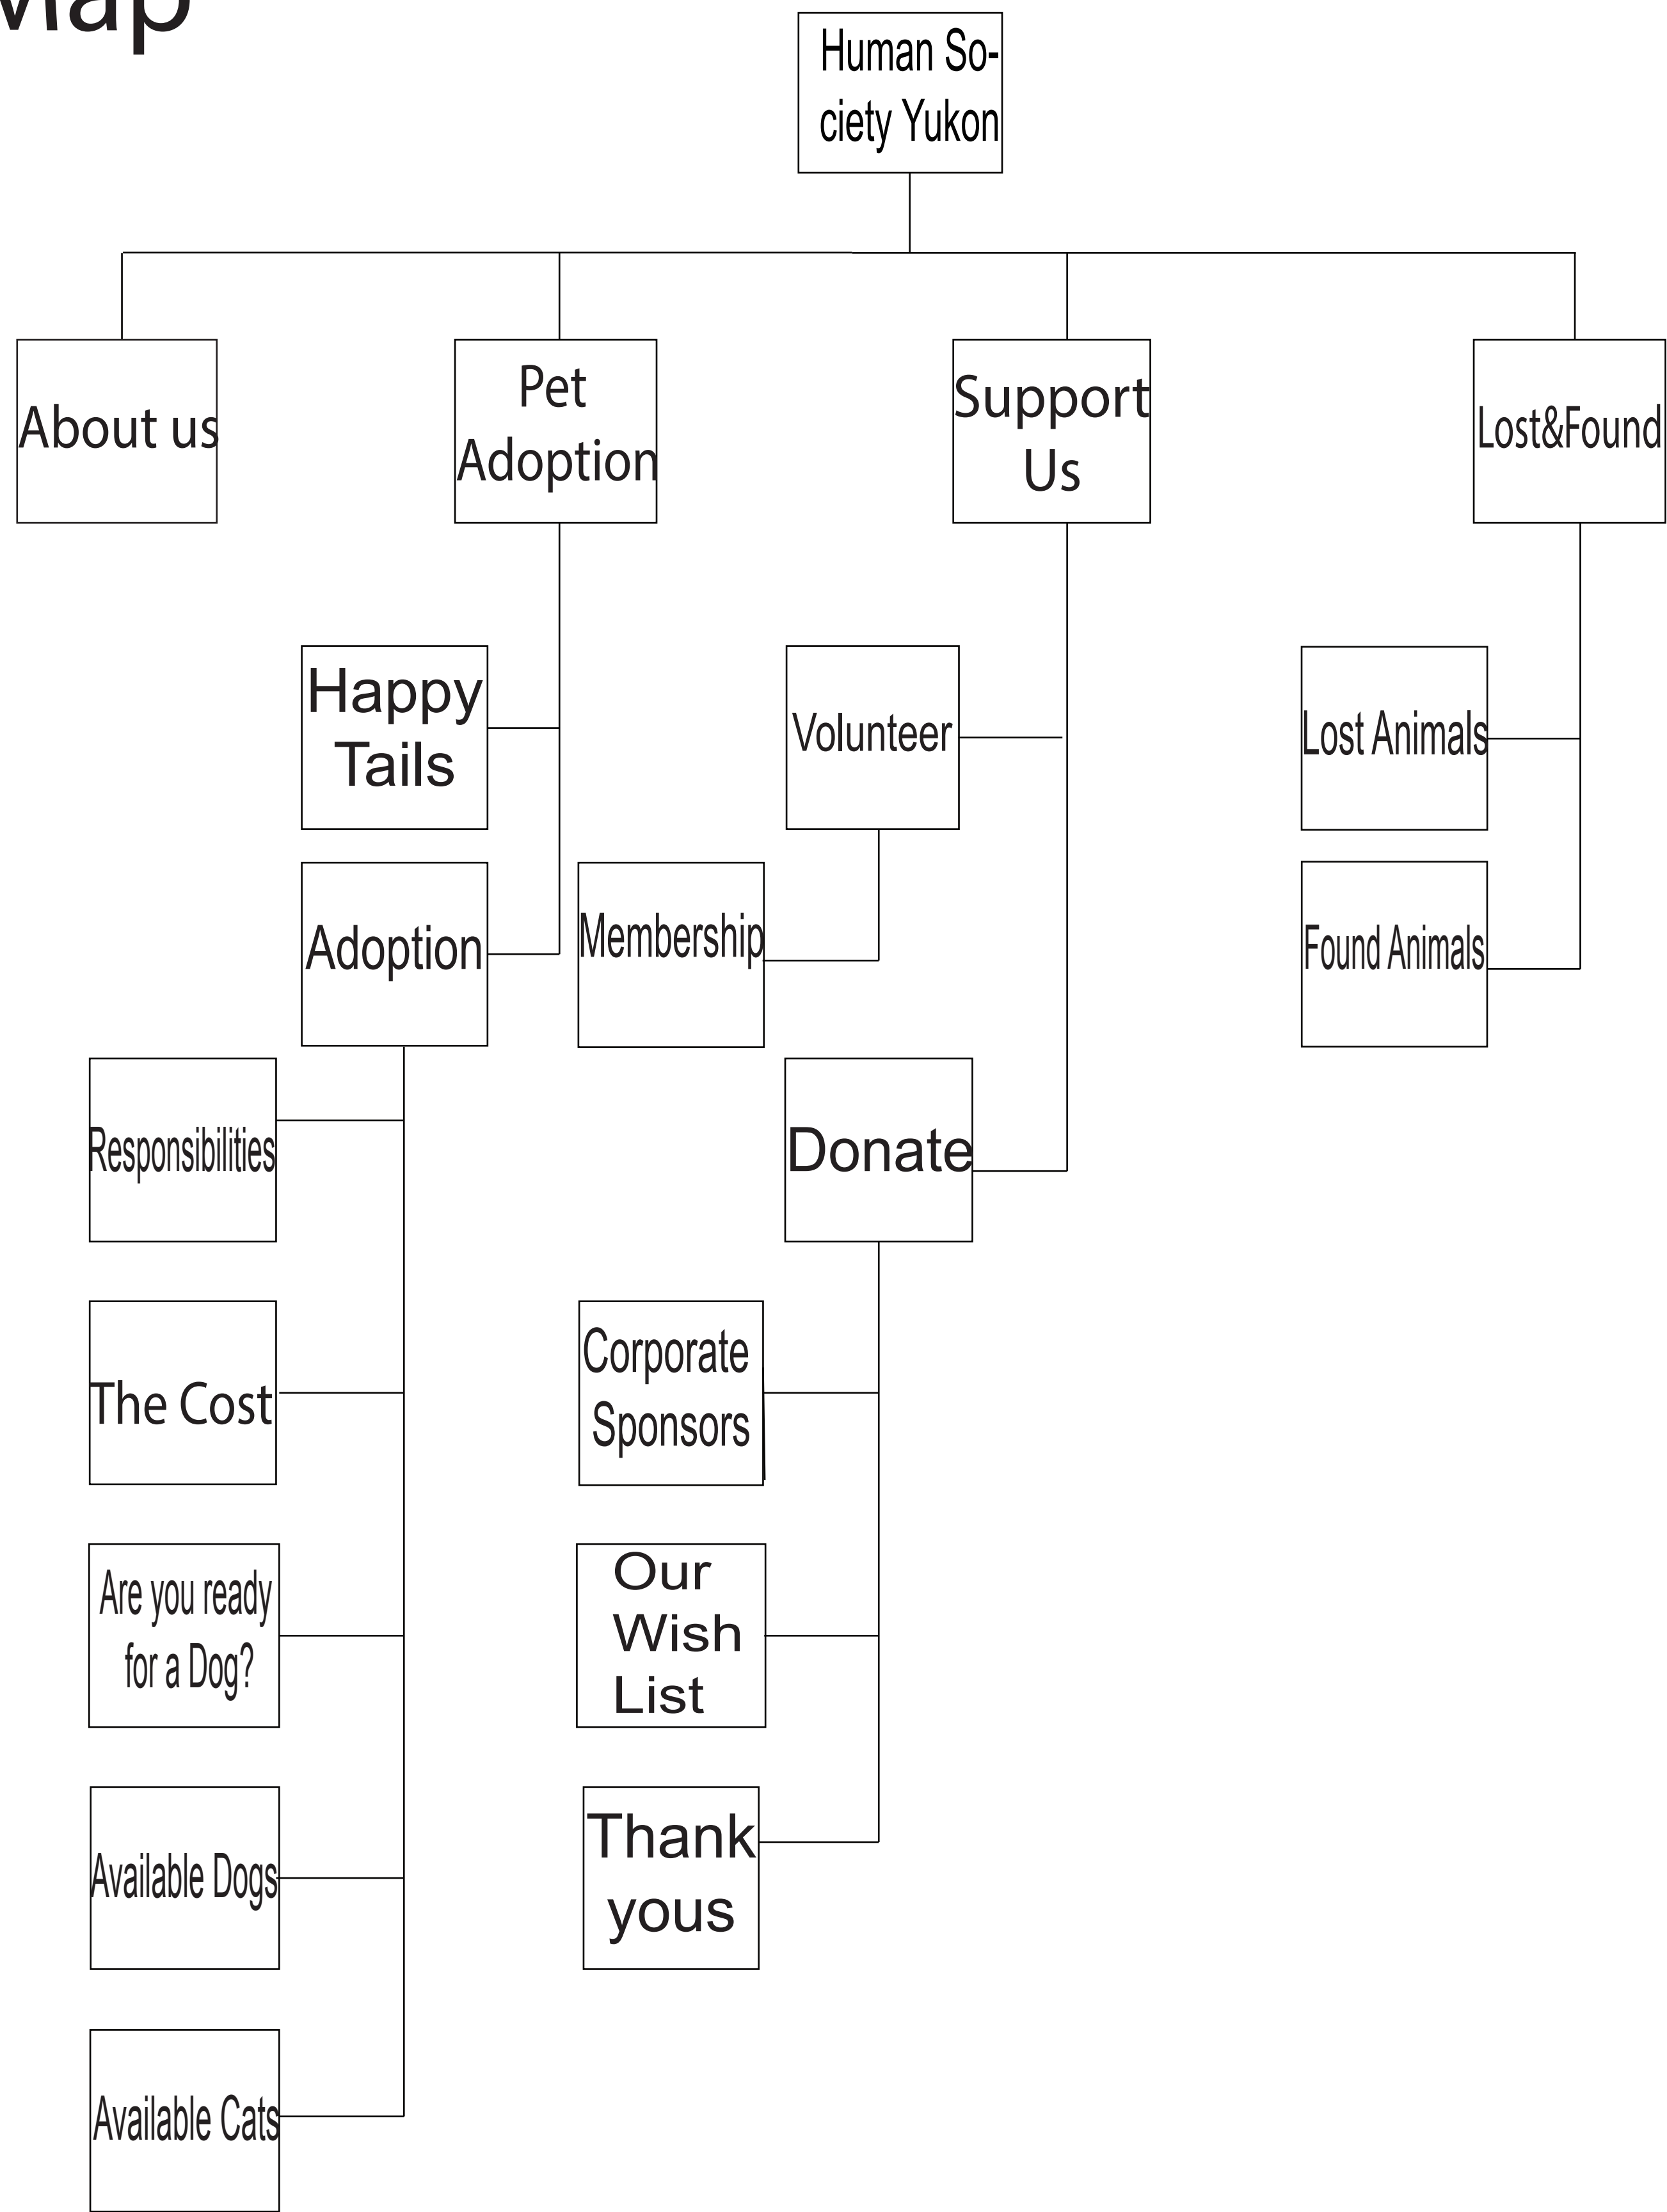 Map
Human So-
ciety Yukon
About us
Pet
Adoption
Support
Us
Lost&Found
Happy
Tails
Volunteer
Lost Animals
Adoption
Membership
Found Animals
Responsibilities
Donate
The Cost
Corporate
Sponsors
Are you ready
for a Dog?
Our
Wish
List
Available Dogs
Thank
yous
Available Cats